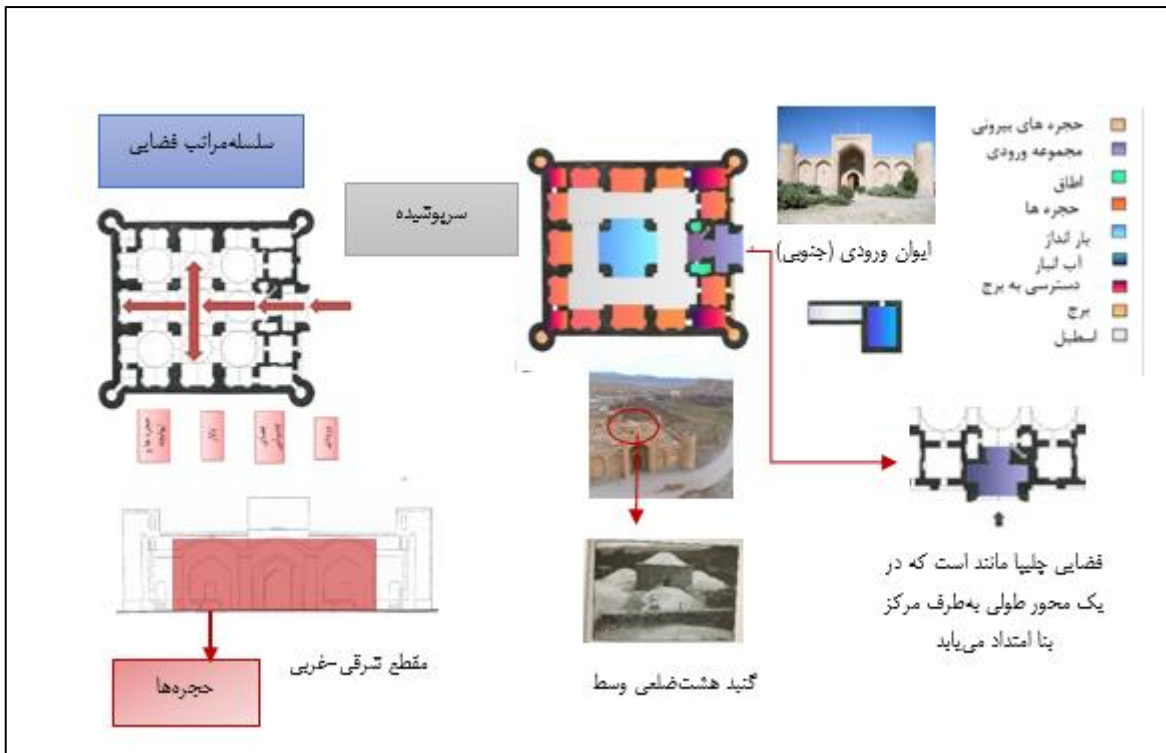 سلسله‌مراتب فضایی
سرپوشیده
ایوان ورودی (جنوبی)
حجره های بیرونی
مجموعه ورودی
اطاق
حجره ها
بار انداز
آب انبار
دسترسی به برج
برج
اسطبل
حجره ها و
ورودی
مقطع شرقی-غربی
حجره‌ها
گنبد هشت‌ضلعی وسط
فضایی چلیپا مانند است که در
یک محور طولی به‌طرف مرکز
بنا امتداد می‌یابد